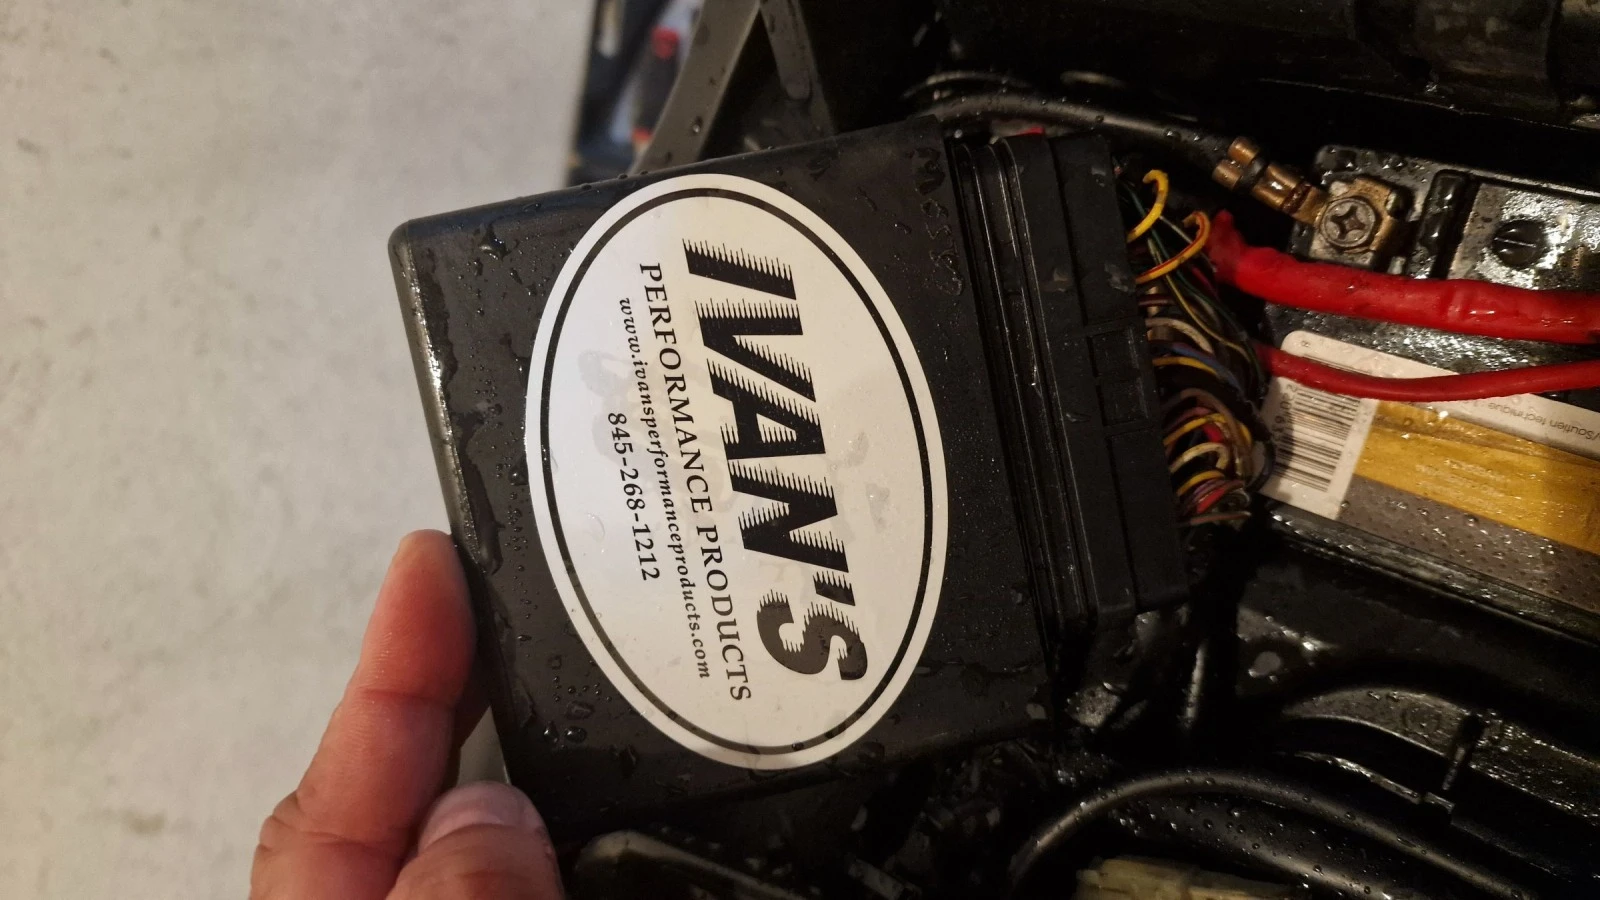 IVAN'S
PERFORMANCE PRODUCTS
www.ivansperformanceproducts.com
845-268-1212